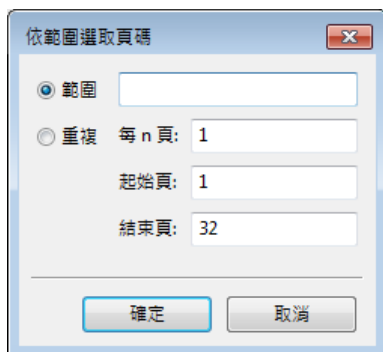 依範圍選取頁碼
範圍
重複 每 n 頁: 1
起始頁: 1
結束頁: 32
確定 取消